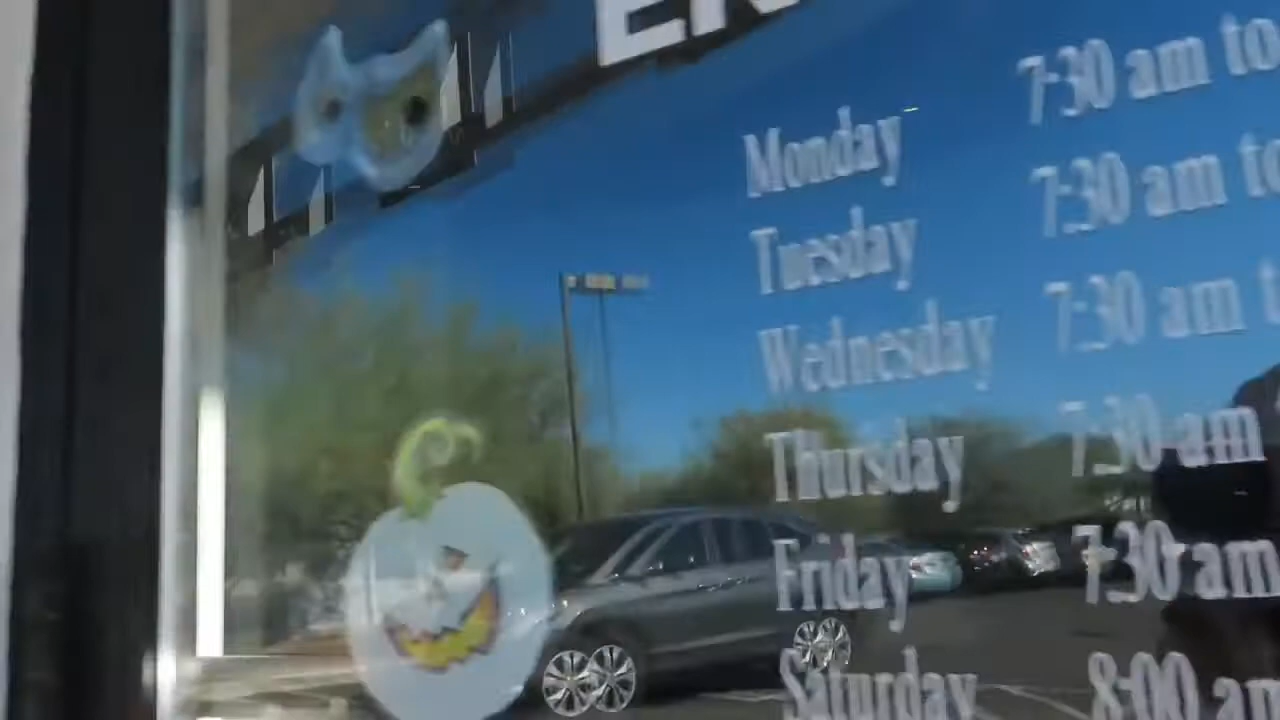 Monday 7:30 am to
Tuesday 7:30 am to
Wednesday 7:30 am
Thursday 7:30 am
Friday 7:30 am
Saturday 8:00 am